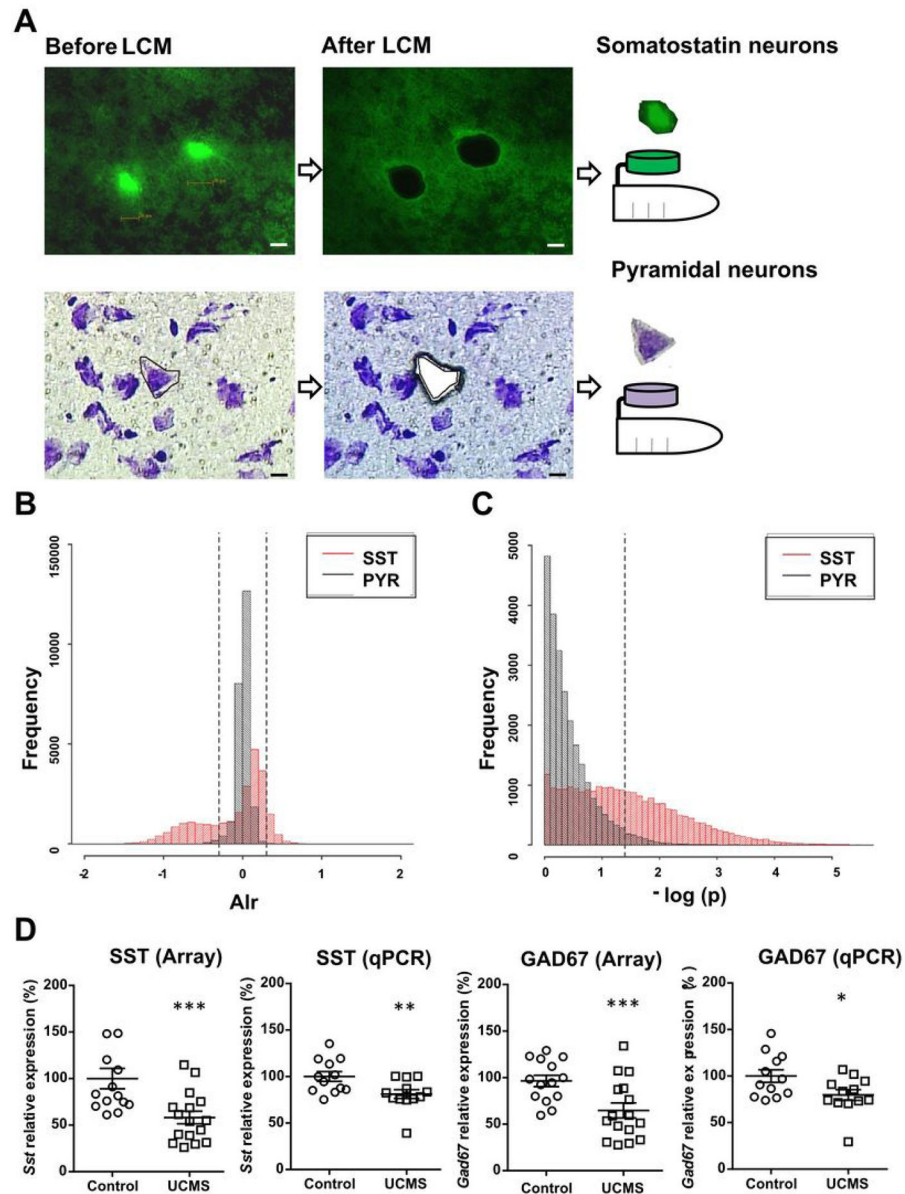 A
Before LCM
After LCM
Somatostatin neurons
Pyramidal neurons
B
Frequency
150000
10000
5000
0
-2
-1
0
1
2
Alr
SST
PYR
C
Frequency
5000
4000
3000
2000
1000
0
0
1
2
3
4
5
- log (p)
SST
PYR
D
SST (Array)
Sst relative expression (%)
200
150
100
50
0
***
Control
UCMS
SST (qPCR)
Sst relative expression (%)
200
150
100
50
0
**
Control
UCMS
GAD67 (Array)
Gad67 relative expression (%)
200
150
100
50
0
***
Control
UCMS
GAD67 (qPCR)
Gad67 relative ex pression (%)
200
150
100
50
0
*
Control
UCMS